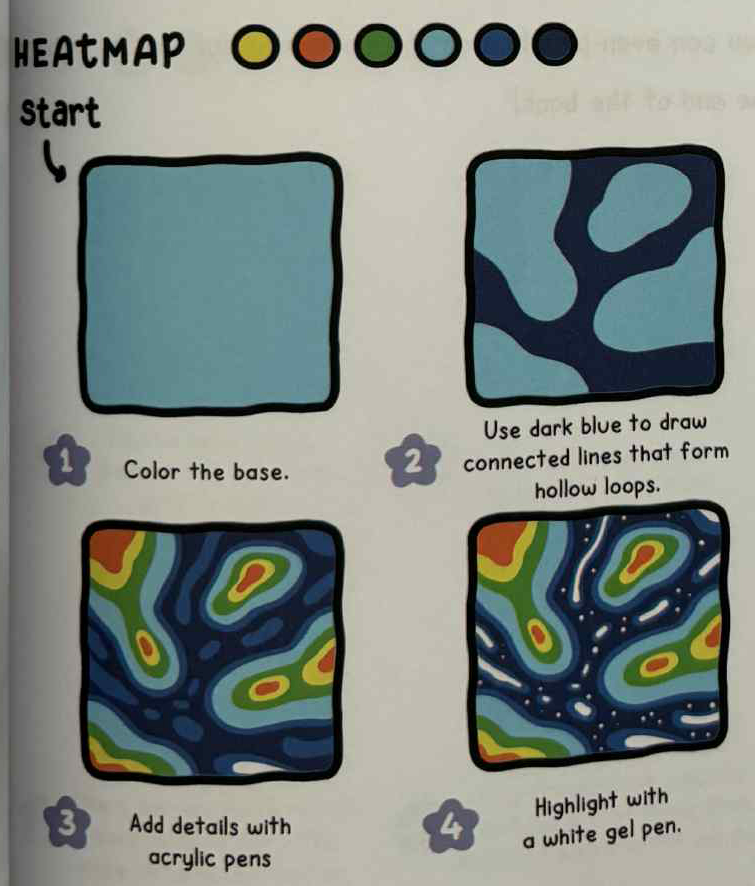 HEATMAP
start
1
Color the base.
2
Use dark blue to draw
connected lines that form
hollow loops.
3
Add details with
acrylic pens
4
Highlight with
a white gel pen.